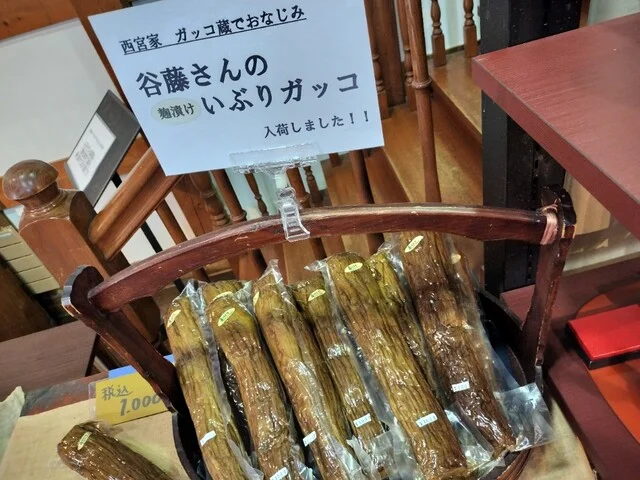 西宮家 ガッコ蔵でおなじみ
谷藤さんの
麹漬け いぶりガッコ
入荷しました！！
税込
1.000